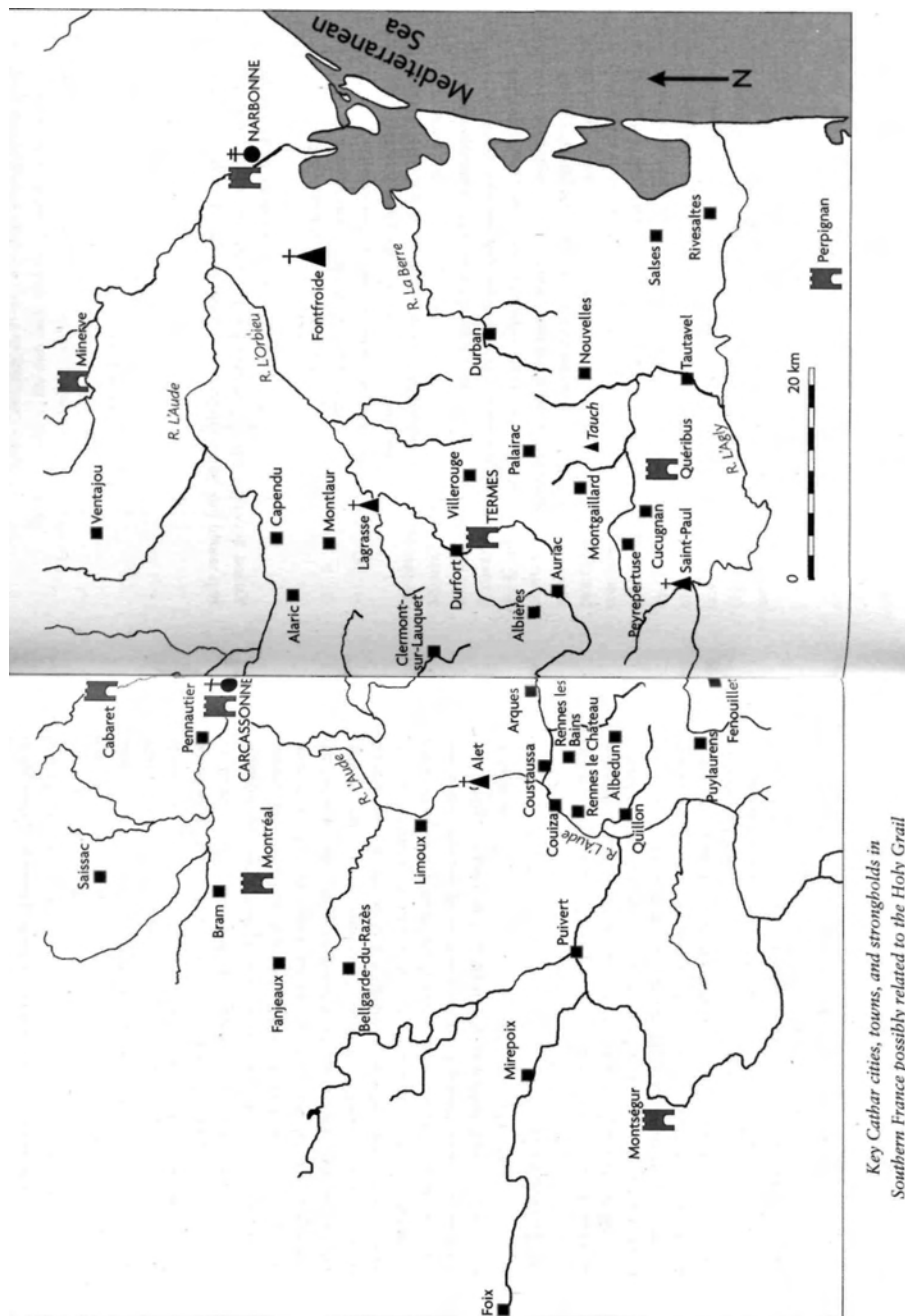 Mediterranean
Sea
N
NARBONNE
Minerve
Fontfroide
R. L'Aude
R. L'Orbieu
R. La Berre
Ventajou
Capendu
Montlaur
Alaric
Lagrasse
Durban
Nouvelles
Salses
Rivesaltes
Perpignan
Tautavel
Tauch
Palairac
Villerouge
TERMES
Durfort
Montgaillard
Quéribus
Cucugnan
R. L'Agly
Peyrepertuse
Saint-Paul
Auriac
Albières
Clermont-
sur-Lauquet
0
20 km
Cabaret
Pennautier
CARCASSONNE
Saissac
Bram
Montréal
Fanjeaux
Bellgarde-du-Razès
R. L'Aude
Limoux
Alet
Arques
Coustaussa
Rennes les
Bains
Rennes le Château
Couiza
Albedun
R. L'Aude
Quillon
Puylaurens
Fenouillet
Puivert
Mirepoix
Montségur
Foix
Key Cathar cities, towns, and strongholds in
Southern France possibly related to the Holy Grail